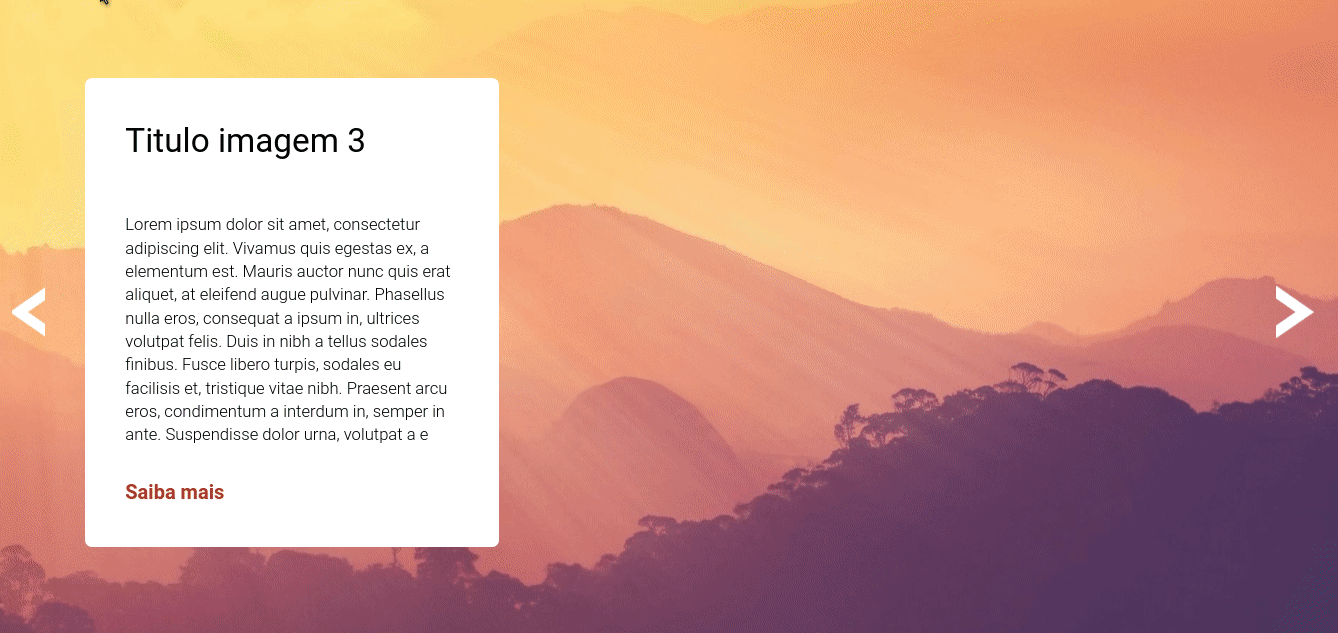 Titulo imagem 3
Lorem ipsum dolor sit amet, consectetur
adipiscing elit. Vivamus quis egestas ex, a
elementum est. Mauris auctor nunc quis erat
aliquet, at eleifend augue pulvinar. Phasellus
nulla eros, consequat a ipsum in, ultrices
volutpat felis. Duis in nibh a tellus sodales
finibus. Fusce libero turpis, sodales eu
facilisis et, tristique vitae nibh. Praesent arcu
eros, condimentum a interdum in, semper in
ante. Suspendisse dolor urna, volutpat a e
Saiba mais